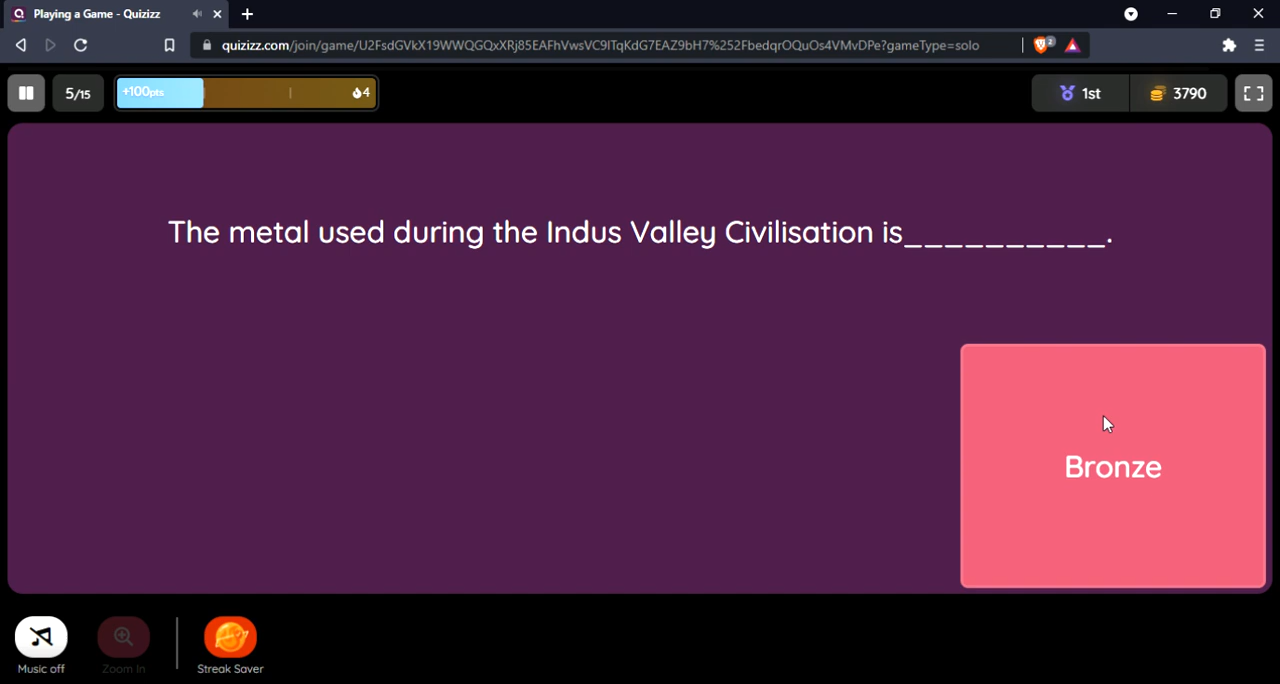 Playing a Game - Quizizz
quizizz.com/join/game/U2FsdGVkX19WWQGQxXRj85EAFhVwsVC9ITqKdG7EAZ9bH7%252FbedqrOQuOs4VMvDPe?gameType=solo
2
5/15
+100pts
4
1st
3790
The metal used during the Indus Valley Civilisation is__________.
Bronze
Music off
Zoom In
Streak Saver